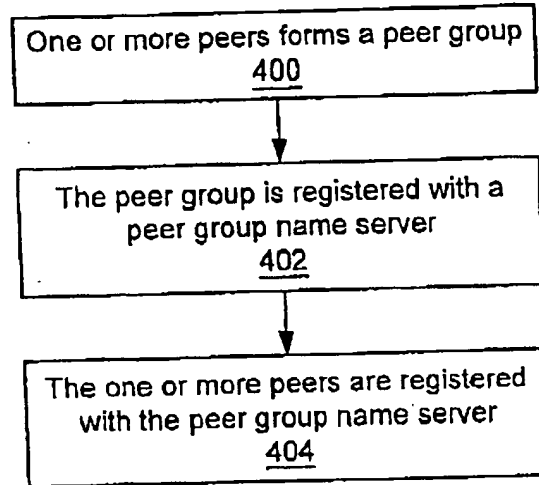 One or more peers forms a peer group
400
The peer group is registered with a
peer group name server
402
The one or more peers are registered
with the peer group name server
404